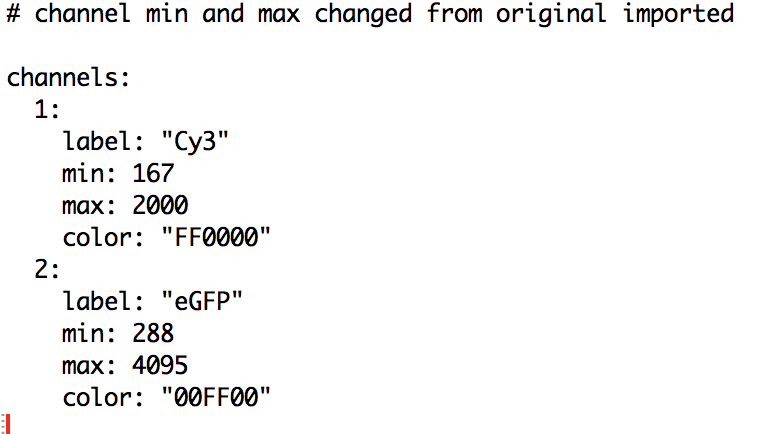 # channel min and max changed from original imported
channels:
1:
label: "Cy3"
min: 167
max: 2000
color: "FF0000"
2:
label: "eGFP"
min: 288
max: 4095
color: "00FF00"